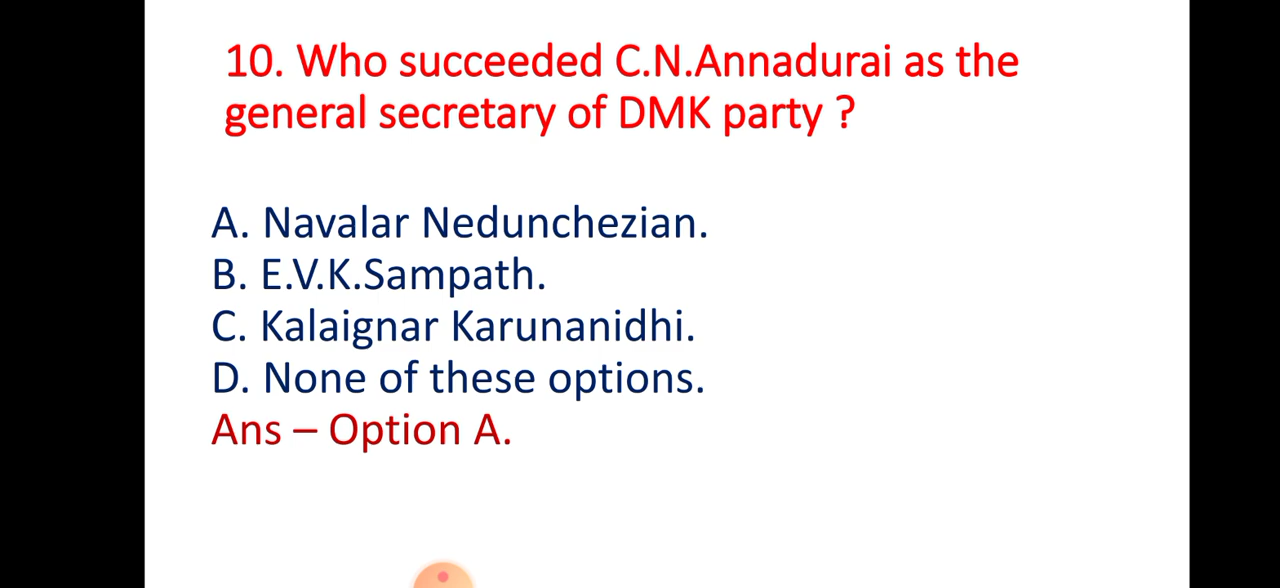 10. Who succeeded C.N.Annadurai as the
general secretary of DMK party ?
A. Navalar Nedunchezian.
B. E.V.K.Sampath.
C. Kalaignar Karunanidhi.
D. None of these options.
Ans – Option A.